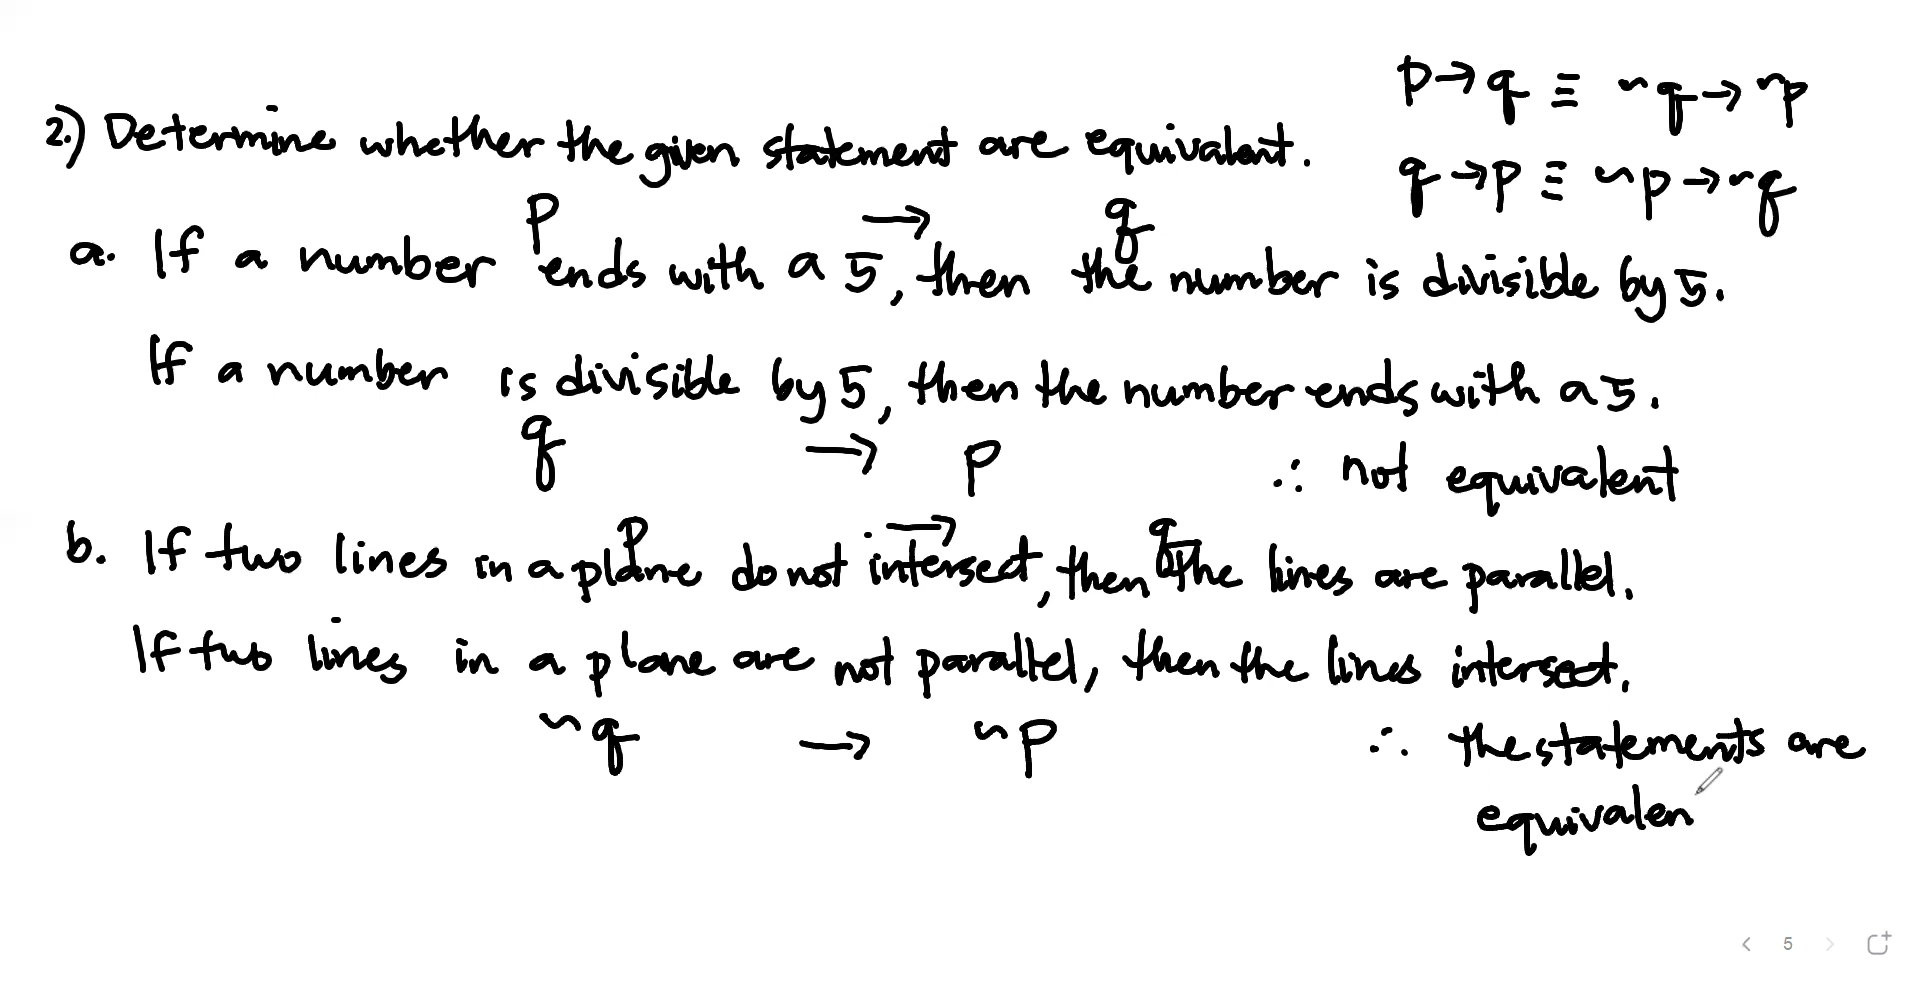 p → q ≡ ~q → ~p
2.) Determine whether the given statement are equivalent.
q → p ≡ ~p → ~q
p → q
a. If a number ends with a 5, then the number is divisible by 5.
If a number is divisible by 5, then the number ends with a 5.
q → p ∴ not equivalent
p → q
b. If two lines in a plane do not intersect, then the lines are parallel.
If two lines in a plane are not parallel, then the lines intersect.
~q → ~p ∴ the statements are
equivalen
< 5 >